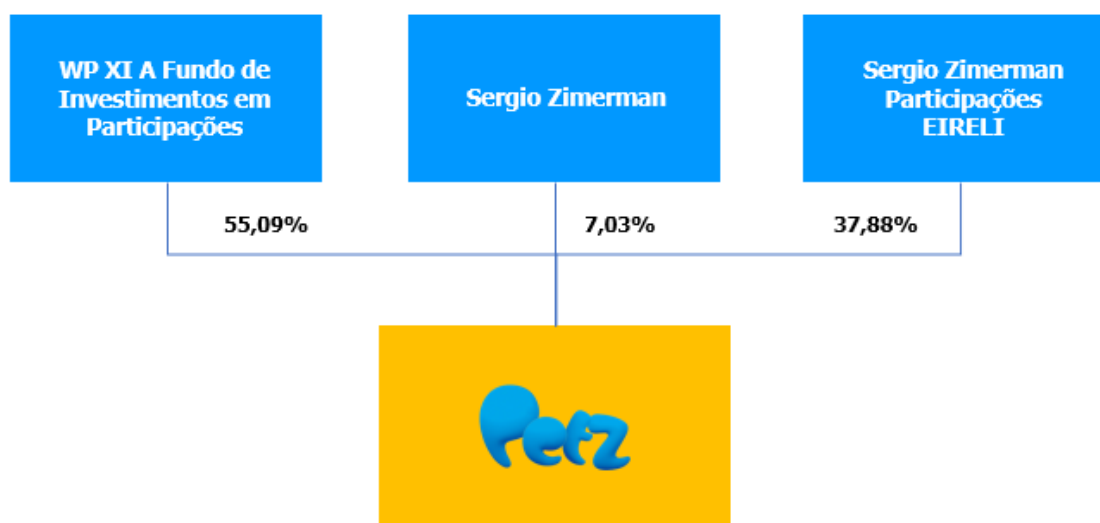 WP XI A Fundo de
Investimentos em
Participações
Sergio Zimerman
Sergio Zimerman
Participações
EIRELI
55,09%
7,03%
37,88%
Petz